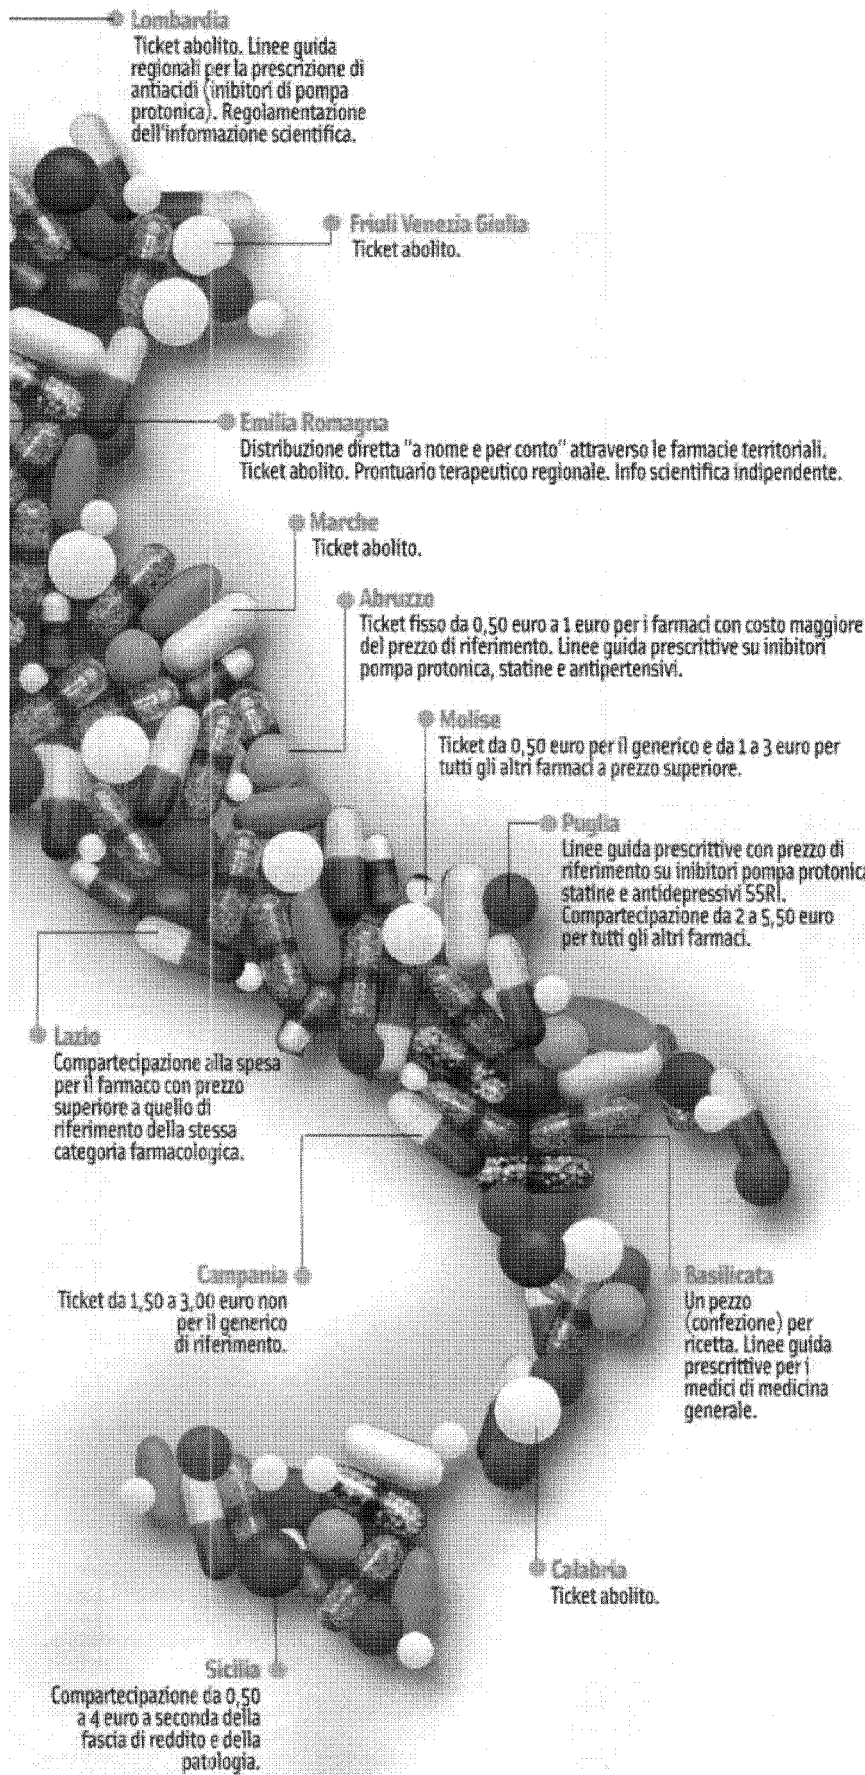 Lombardia
Ticket abolito. Linee guida
regionali per la prescrizione di
antiacidi (inibitori di pompa
protonica). Regolamentazione
dell'informazione scientifica.
Friuli Venezia Giulia
Ticket abolito.
Emilia Romagna
Distribuzione diretta "a nome e per conto" attraverso le farmacie territoriali.
Ticket abolito. Prontuario terapeutico regionale. Info scientifica indipendente.
Marche
Ticket abolito.
Abruzzo
Ticket fisso da 0,50 euro a 1 euro per i farmaci con costo maggiore
del prezzo di riferimento. Linee guida prescrittive su inibitori
pompa protonica, statine e antipertensivi.
Molise
Ticket da 0,50 euro per il generico e da 1 a 3 euro per
tutti gli altri farmaci a prezzo superiore.
Puglia
Linee guida prescrittive con prezzo di
riferimento su inibitori pompa protonica
statine e antidepressivi SSRI.
Compartecipazione da 2 a 5,50 euro
per tutti gli altri farmaci.
Lazio
Compartecipazione alla spesa
per il farmaco con prezzo
superiore a quello di
riferimento della stessa
categoria farmacologica.
Campania
Ticket da 1,50 a 3,00 euro non
per il generico
di riferimento.
Basilicata
Un pezzo
(confezione) per
ricetta. Linee guida
prescrittive per i
medici di medicina
generale.
Calabria
Ticket abolito.
Sicilia
Compartecipazione da 0,50
a 4 euro a seconda della
fascia di reddito e della
patologia.